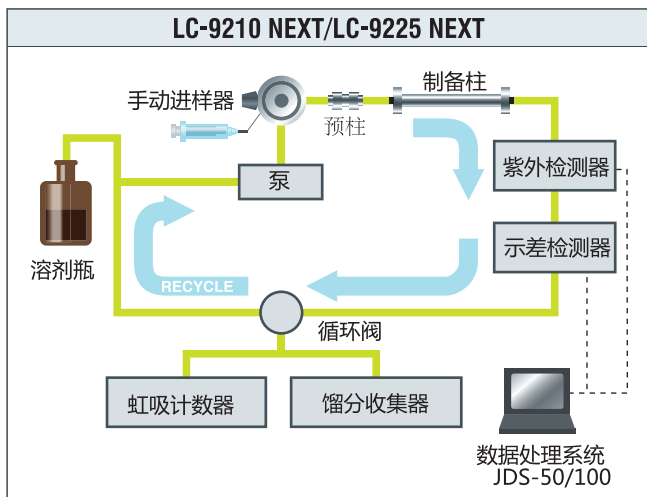 LC-9210 NEXT/LC-9225 NEXT
手动进样器
制备柱
预柱
泵
紫外检测器
溶剂瓶
示差检测器
RECYCLE
循环阀
虹吸计数器
馏分收集器
数据处理系统
JDS-50/100